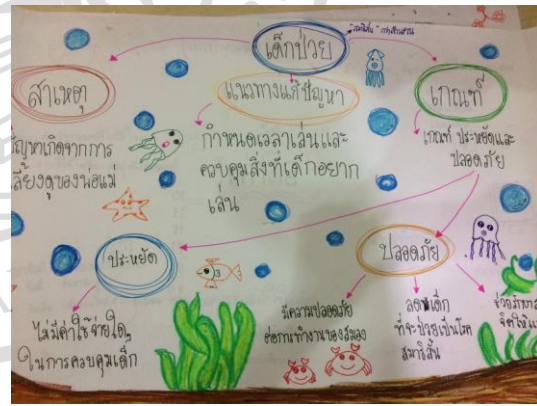 เด็กป่วย
"สมาธิสั้น"
สาเหตุ
แนวทางแก้ปัญหา
เกณฑ์
ปัญหาเกิดจากการ
เลี้ยงดูของพ่อแม่
กำหนดเวลาเล่นและ
ควบคุมสิ่งที่เด็กอยาก
เล่น
เกณฑ์ ประหยัดและ
ปลอดภัย
ประหยัด
ปลอดภัย
ไม่มีค่าใช้จ่ายใดๆ
ในการควบคุมเด็ก
มีความปลอดภัย
ต่อการทำงานของสมอง
ลดเด็ก
ที่จะป่วยเป็นโรค
สมาธิสั้น